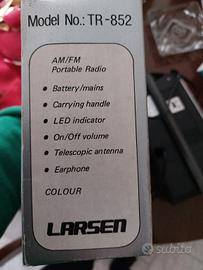 Model No.: TR-852
AM/FM
Portable Radio
• Battery/mains
• Carrying handle
• LED indicator
• On/Off volume
• Telescopic antenna
• Earphone
COLOUR
LARSEN
subito